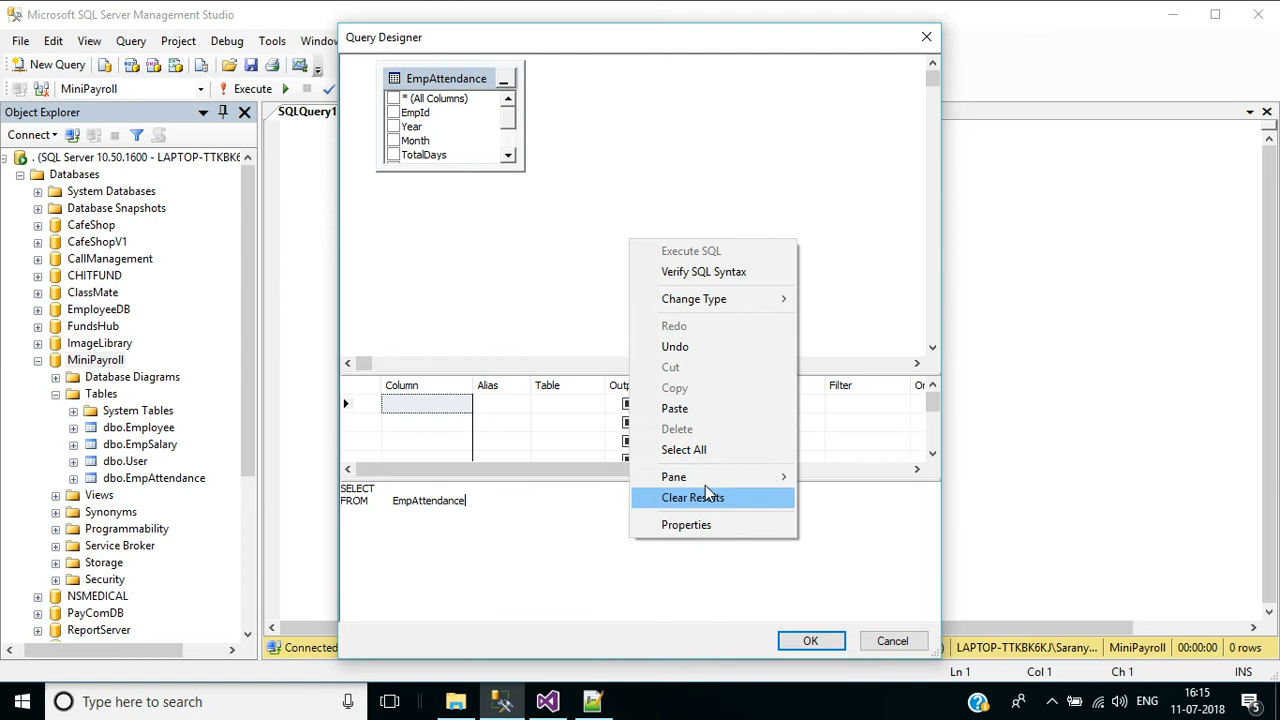 Microsoft SQL Server Management Studio
File Edit View Query Project Debug Tools Window
New Query
MiniPayroll Execute
Object Explorer
Connect
. (SQL Server 10.50.1600 - LAPTOP-TTKBK6K
Databases
System Databases
Database Snapshots
CafeShop
CafeShopV1
CallManagement
CHITFUND
ClassMate
EmployeeDB
FundsHub
ImageLibrary
MiniPayroll
Database Diagrams
Tables
System Tables
dbo.Employee
dbo.EmpSalary
dbo.User
dbo.EmpAttendance
Views
Synonyms
Programmability
Service Broker
Storage
Security
NSMEDICAL
PayComDB
ReportServer
SQLQuery1
Query Designer
EmpAttendance
* (All Columns)
EmpId
Year
Month
TotalDays
Column Alias Table Outp Filter Or
SELECT
FROM EmpAttendance
Execute SQL
Verify SQL Syntax
Change Type
Redo
Undo
Cut
Copy
Paste
Delete
Select All
Pane
Clear Results
Properties
OK Cancel
Connected LAPTOP-TTKBK6KJ\Sarany... MiniPayroll 00:00:00 0 rows
Ln 1 Col 1 Ch 1 INS
Type here to search
ENG
16:15
11-07-2018
5